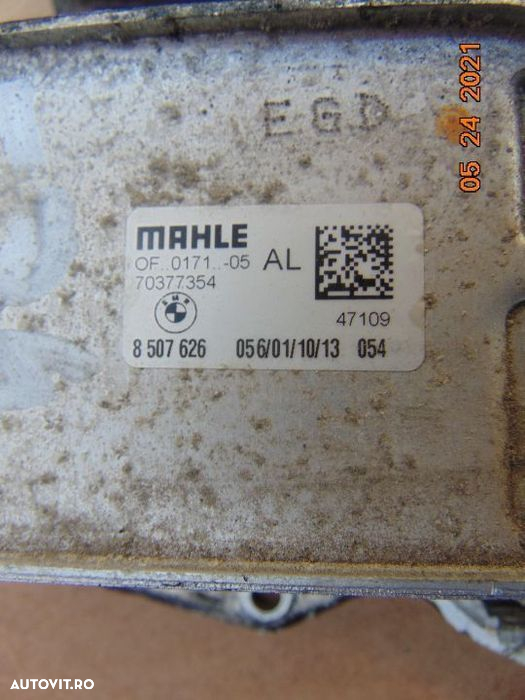 E.G.D
05 24 2021
MAHLE
OF..0171..-05 AL
70377354
BMW
47109
8 507 626 056/01/10/13 054
AUTOVIT.RO